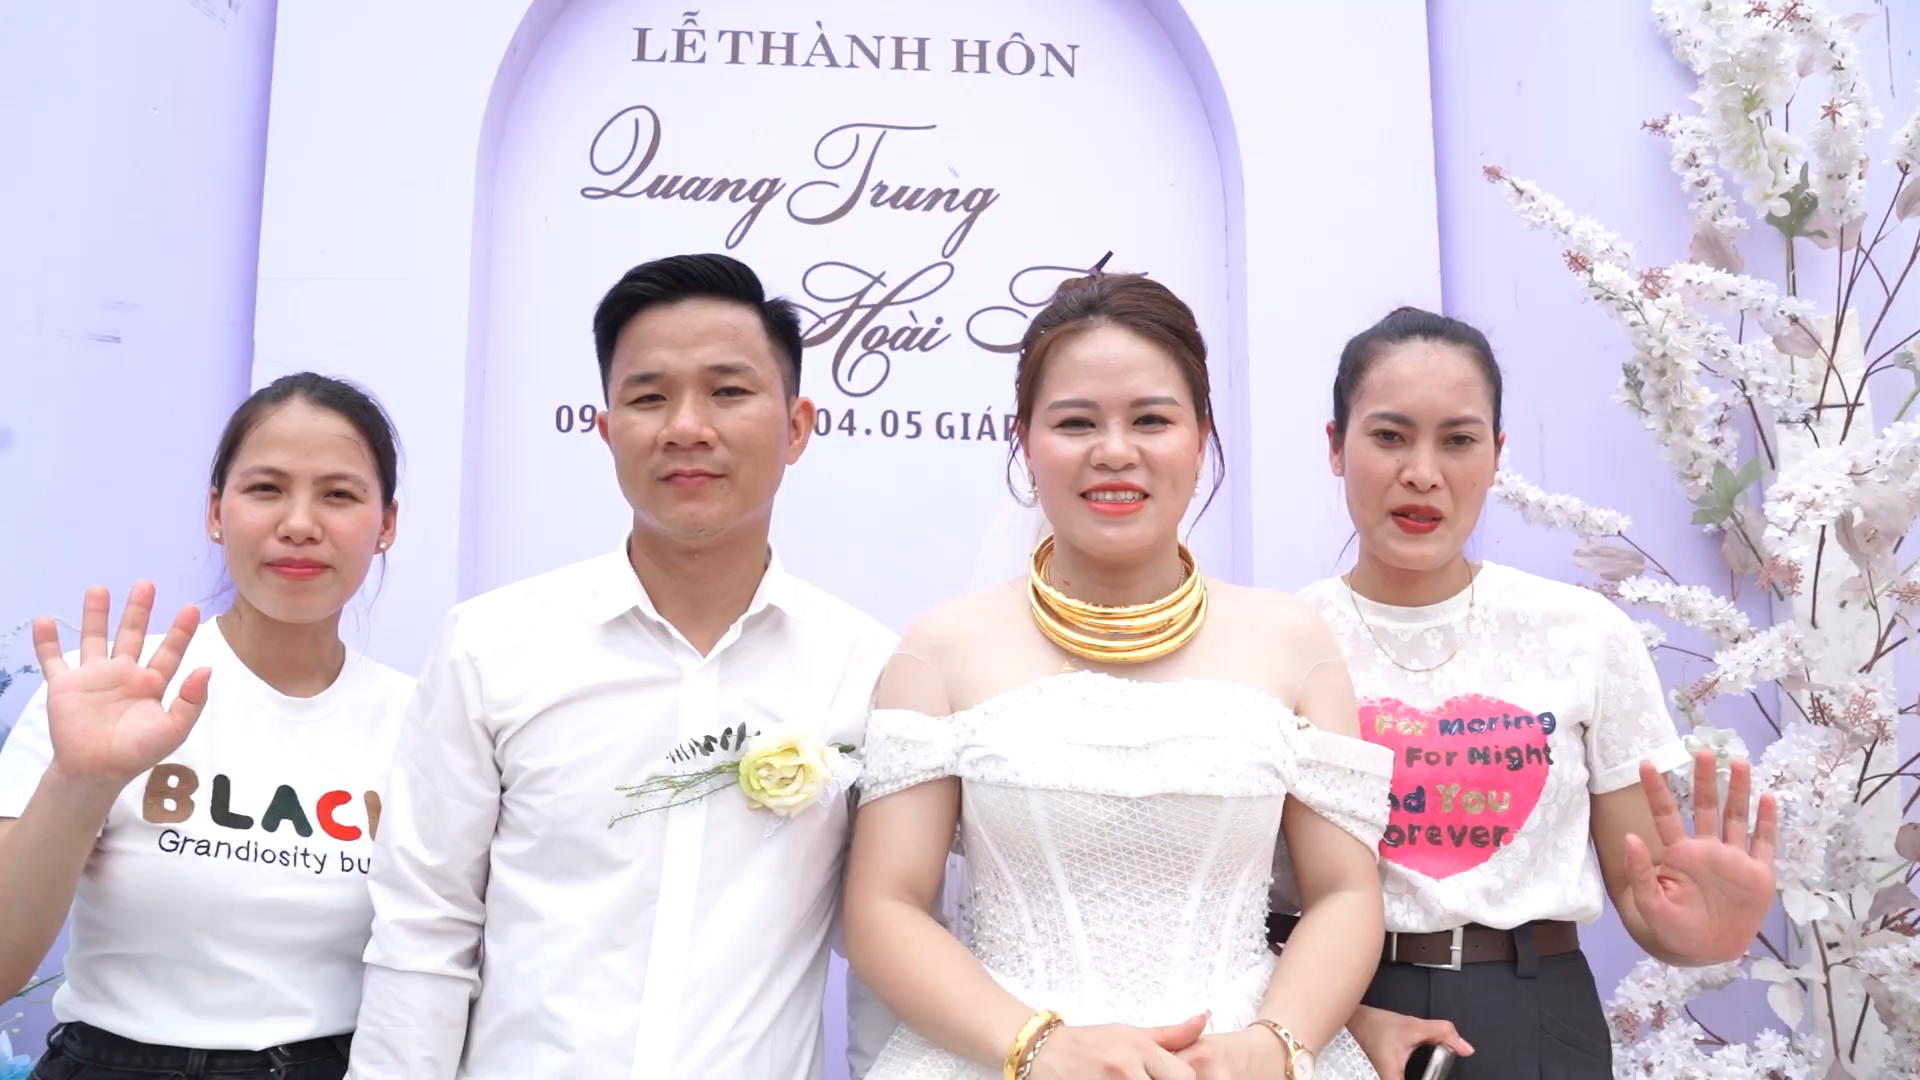 LỄ THÀNH HÔN
Quang Trung
Hoài
09
04.05 GIÁP
BLAC
Grandiosity bu
For Moring
For Night
nd You
orever